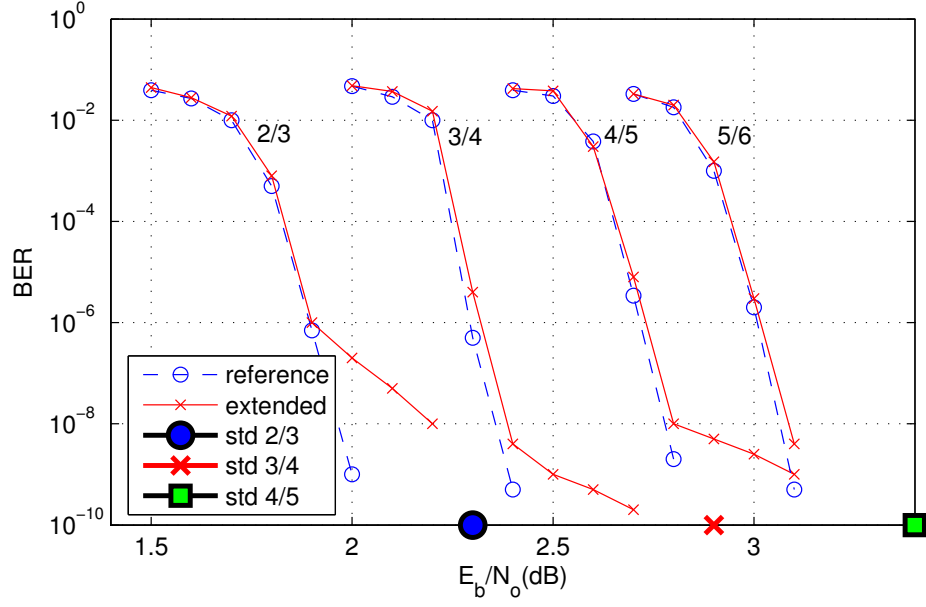 10^0
10^-2
10^-4
10^-6
10^-8
10^-10
BER
2/3
3/4
4/5
5/6
reference
extended
std 2/3
std 3/4
std 4/5
1.5 2 2.5 3
E_b/N_o(dB)